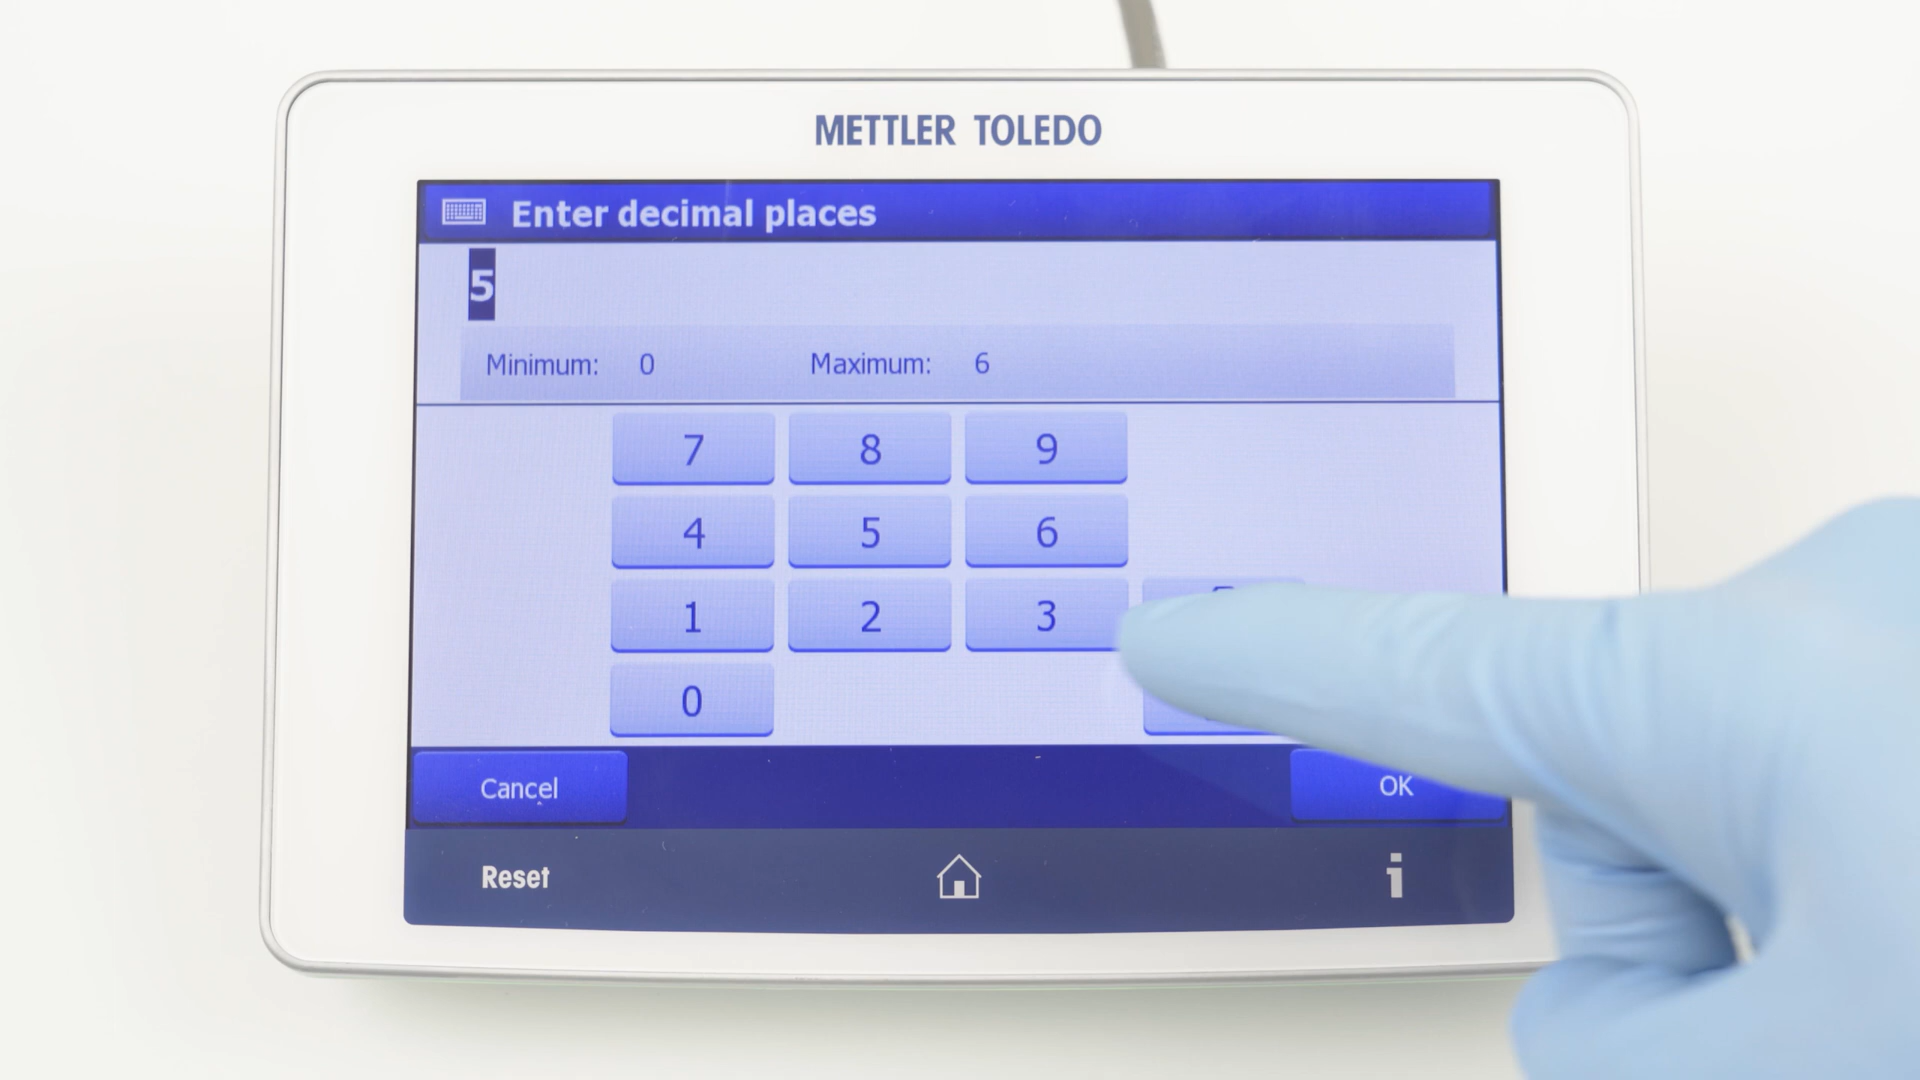 METTLER TOLEDO
Enter decimal places
5
Minimum: 0 Maximum: 6
7 8 9
4 5 6
1 2 3
0
Cancel OK
Reset i